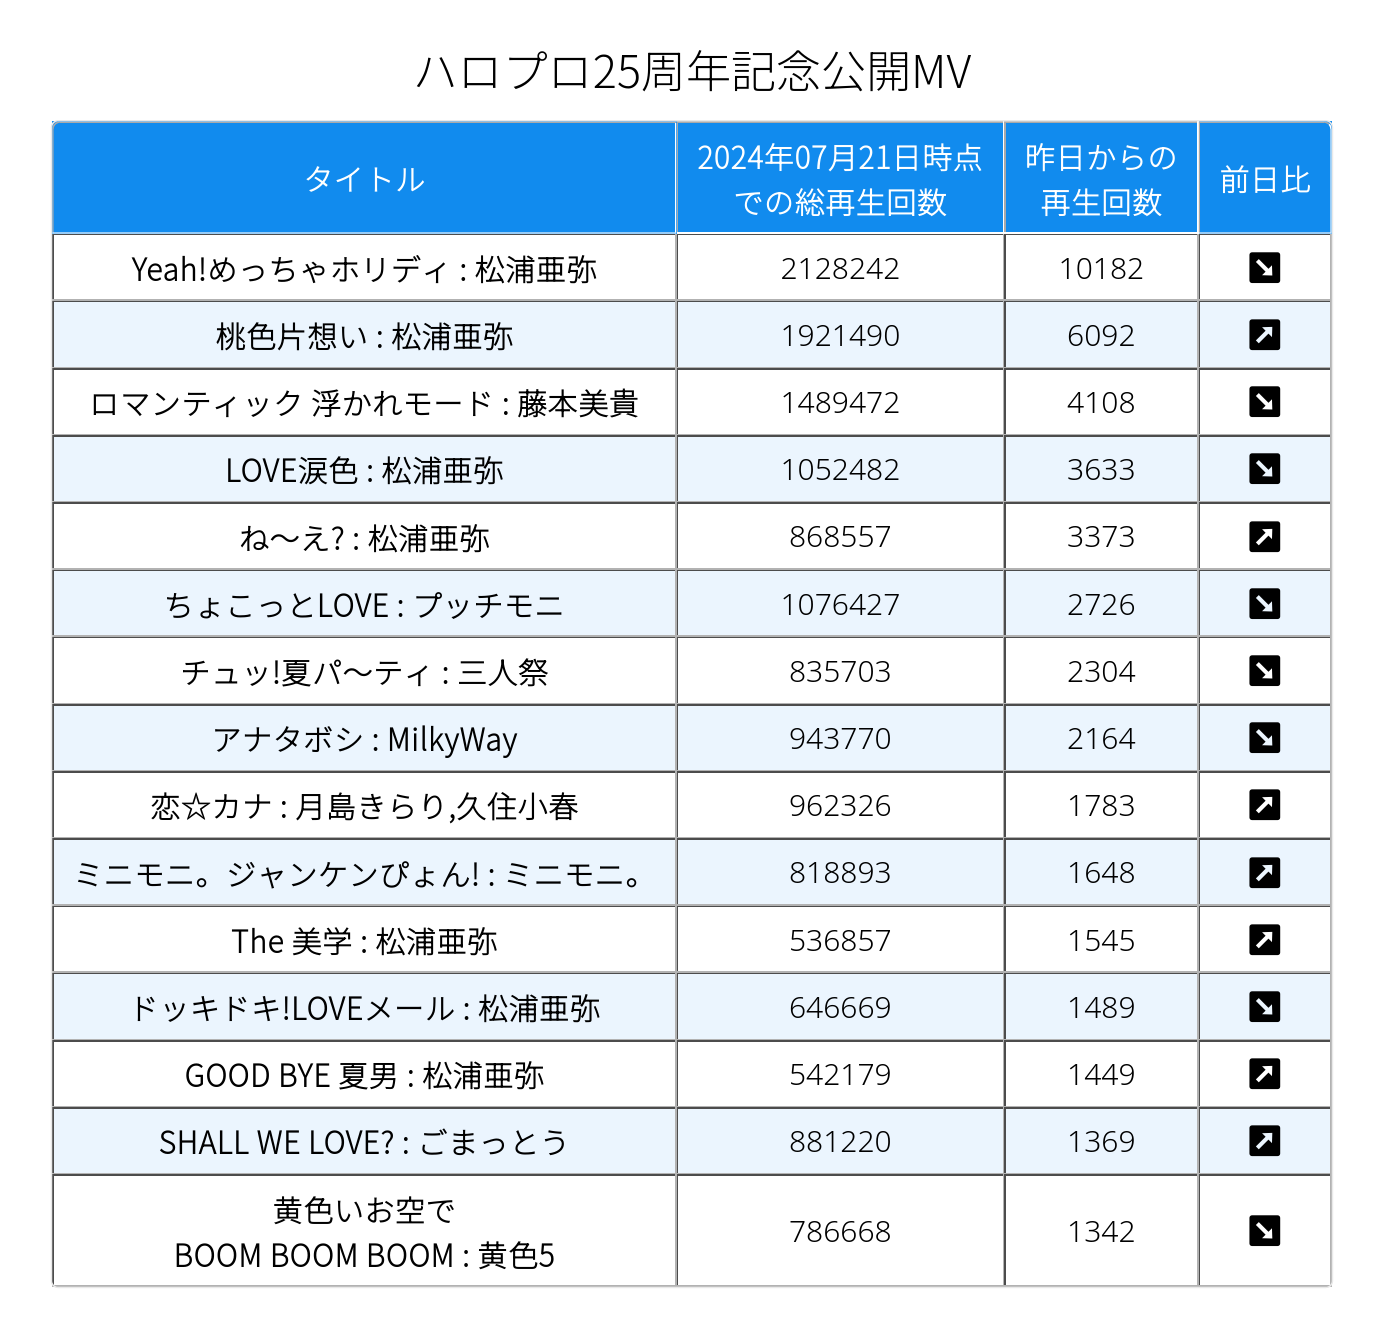 ハロプロ25周年記念公開MV
タイトル
2024年07月21日時点
での総再生回数
昨日からの
再生回数
前日比
Yeah!めっちゃホリディ : 松浦亜弥 2128242 10182 ↘
桃色片想い : 松浦亜弥 1921490 6092 ↗
ロマンティック 浮かれモード : 藤本美貴 1489472 4108 ↘
LOVE涙色 : 松浦亜弥 1052482 3633 ↘
ね〜え? : 松浦亜弥 868557 3373 ↗
ちょこっとLOVE : プッチモニ 1076427 2726 ↘
チュッ!夏パ〜ティ : 三人祭 835703 2304 ↘
アナタボシ : MilkyWay 943770 2164 ↘
恋☆カナ : 月島きらり,久住小春 962326 1783 ↗
ミニモニ。ジャンケンぴょん! : ミニモニ。 818893 1648 ↗
The 美学 : 松浦亜弥 536857 1545 ↗
ドッキドキ!LOVEメール : 松浦亜弥 646669 1489 ↘
GOOD BYE 夏男 : 松浦亜弥 542179 1449 ↗
SHALL WE LOVE? : ごまっとう 881220 1369 ↗
黄色いお空で
BOOM BOOM BOOM : 黄色5 786668 1342 ↘